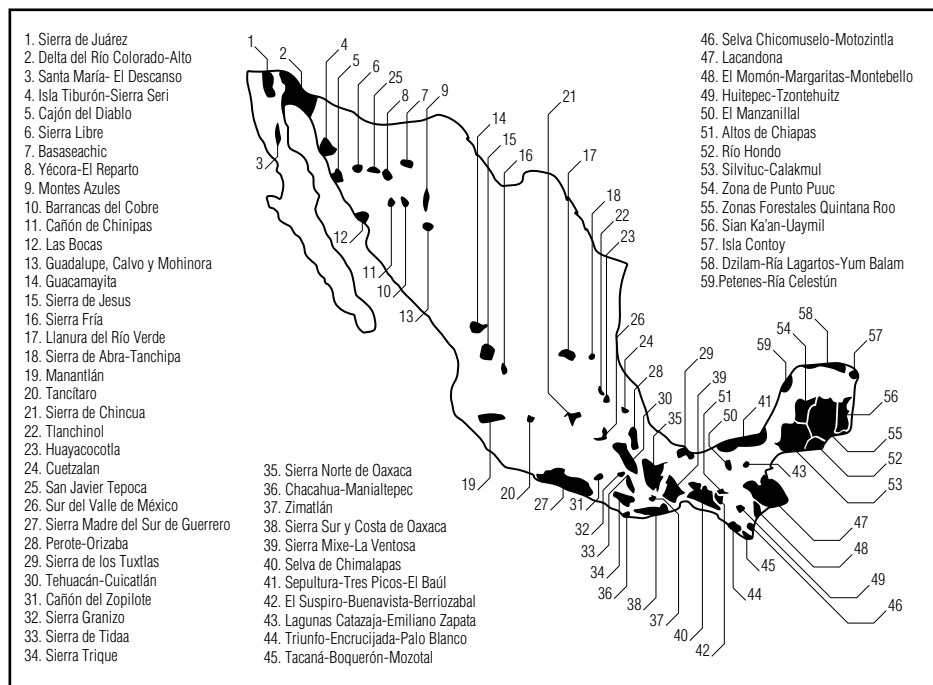 1. Sierra de Juárez
2. Delta del Río Colorado-Alto
3. Santa María- El Descanso
4. Isla Tiburón-Sierra Seri
5. Cajón del Diablo
6. Sierra Libre
7. Basaseachic
8. Yécora-El Reparto
9. Montes Azules
10. Barrancas del Cobre
11. Cañón de Chinipas
12. Las Bocas
13. Guadalupe, Calvo y Mohinora
14. Guacamayita
15. Sierra de Jesus
16. Sierra Fría
17. Llanura del Río Verde
18. Sierra de Abra-Tanchipa
19. Manantlán
20. Tancítaro
21. Sierra de Chincua
22. Tlanchinol
23. Huayacocotla
24. Cuetzalan
25. San Javier Tepoca
26. Sur del Valle de México
27. Sierra Madre del Sur de Guerrero
28. Perote-Orizaba
29. Sierra de los Tuxtlas
30. Tehuacán-Cuicatlán
31. Cañón del Zopilote
32. Sierra Granizo
33. Sierra de Tidaa
34. Sierra Trique
35. Sierra Norte de Oaxaca
36. Chacahua-Manialtepec
37. Zimatlán
38. Sierra Sur y Costa de Oaxaca
39. Sierra Mixe-La Ventosa
40. Selva de Chimalapas
41. Sepultura-Tres Picos-El Baúl
42. El Suspiro-Buenavista-Berriozabal
43. Lagunas Catazaja-Emiliano Zapata
44. Triunfo-Encrucijada-Palo Blanco
45. Tacaná-Boquerón-Mozotal
46. Selva Chicomuselo-Motozintla
47. Lacandona
48. El Momón-Margaritas-Montebello
49. Huitepec-Tzontehuitz
50. El Manzanillal
51. Altos de Chiapas
52. Río Hondo
53. Silvituc-Calakmul
54. Zona de Punto Puuc
55. Zonas Forestales Quintana Roo
56. Sian Ka'an-Uaymil
57. Isla Contoy
58. Dzilam-Ría Lagartos-Yum Balam
59.Petenes-Ría Celestún
1
2
4
5
6
25
8
7
9
14
15
16
21
17
18
22
23
3
12
11
10
13
26
24
28
30
29
35
39
51
50
41
59
54
58
57
56
55
52
53
43
19
20
27
31
32
33
34
36
38
37
40
42
44
45
47
48
49
46